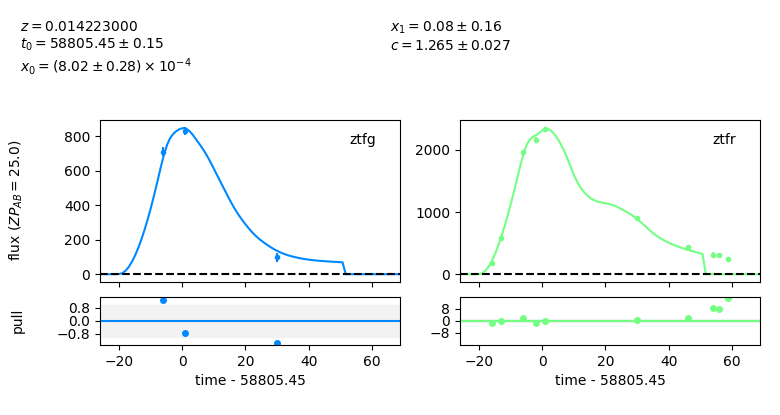 z = 0.014223000
t₀ = 58805.45 ± 0.15
x₀ = (8.02 ± 0.28) × 10⁻⁴
x₁ = 0.08 ± 0.16
c = 1.265 ± 0.027
flux (ZP_AB = 25.0)
800
600
400
200
0
ztfg
2000
1000
0
ztfr
pull
0.8
0.0
−0.8
−20
0
20
40
60
time - 58805.45
8
0
−8
−20
0
20
40
60
time - 58805.45